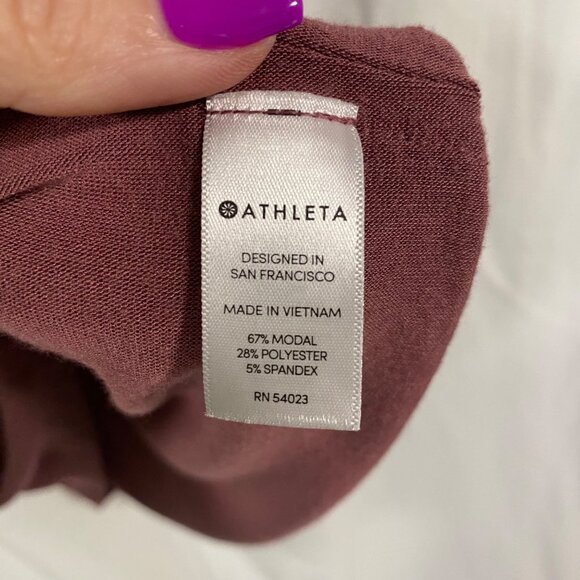 ATHLETA
DESIGNED IN
SAN FRANCISCO
MADE IN VIETNAM
67% MODAL
28% POLYESTER
5% SPANDEX
RN 54023